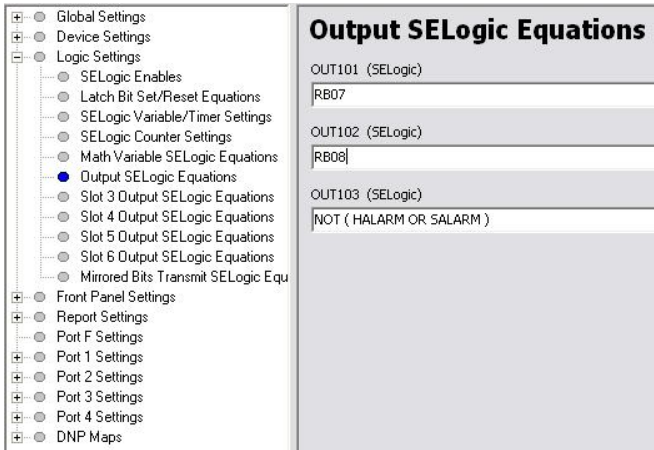 Global Settings
Device Settings
Logic Settings
SELogic Enables
Latch Bit Set/Reset Equations
SELogic Variable/Timer Settings
SELogic Counter Settings
Math Variable SELogic Equations
Output SELogic Equations
Slot 3 Output SELogic Equations
Slot 4 Output SELogic Equations
Slot 5 Output SELogic Equations
Slot 6 Output SELogic Equations
Mirrored Bits Transmit SELogic Equ
Front Panel Settings
Report Settings
Port F Settings
Port 1 Settings
Port 2 Settings
Port 3 Settings
Port 4 Settings
DNP Maps
Output SELogic Equations
OUT101 (SELogic)
RB07
OUT102 (SELogic)
RB08
OUT103 (SELogic)
NOT ( HALARM OR SALARM )